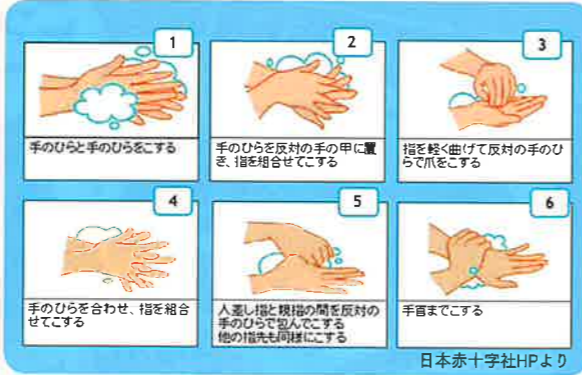 1
手のひらと手のひらをこする
2
手のひらを反対の手の甲に置
き、指を組合せてこする
3
指を軽く曲げて反対の手のひ
らで爪をこする
4
手のひらを合わせ、指を組合
せてこする
5
人差し指と親指の間を反対の
手のひらで包んでこする
他の指先も同様にこする
6
手首までこする
日本赤十字社HPより